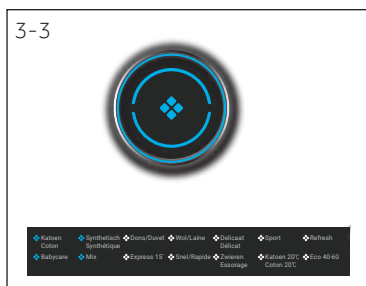 3-3
Katoen Synthetisch Dons/Duvet Wol/Laine Delicaat Sport Refresh
Coton Synthétique Délicat
Babycare Mix Express 15' Snel/Rapide Zwieren Katoen 20℃ Eco 40-60
Essorage Coton 20℃